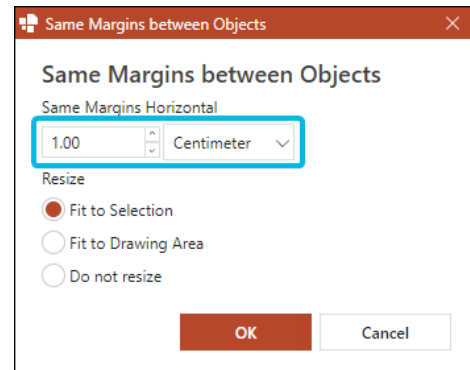 Same Margins between Objects
Same Margins between Objects
Same Margins Horizontal
1.00 Centimeter
Resize
Fit to Selection
Fit to Drawing Area
Do not resize
OK Cancel